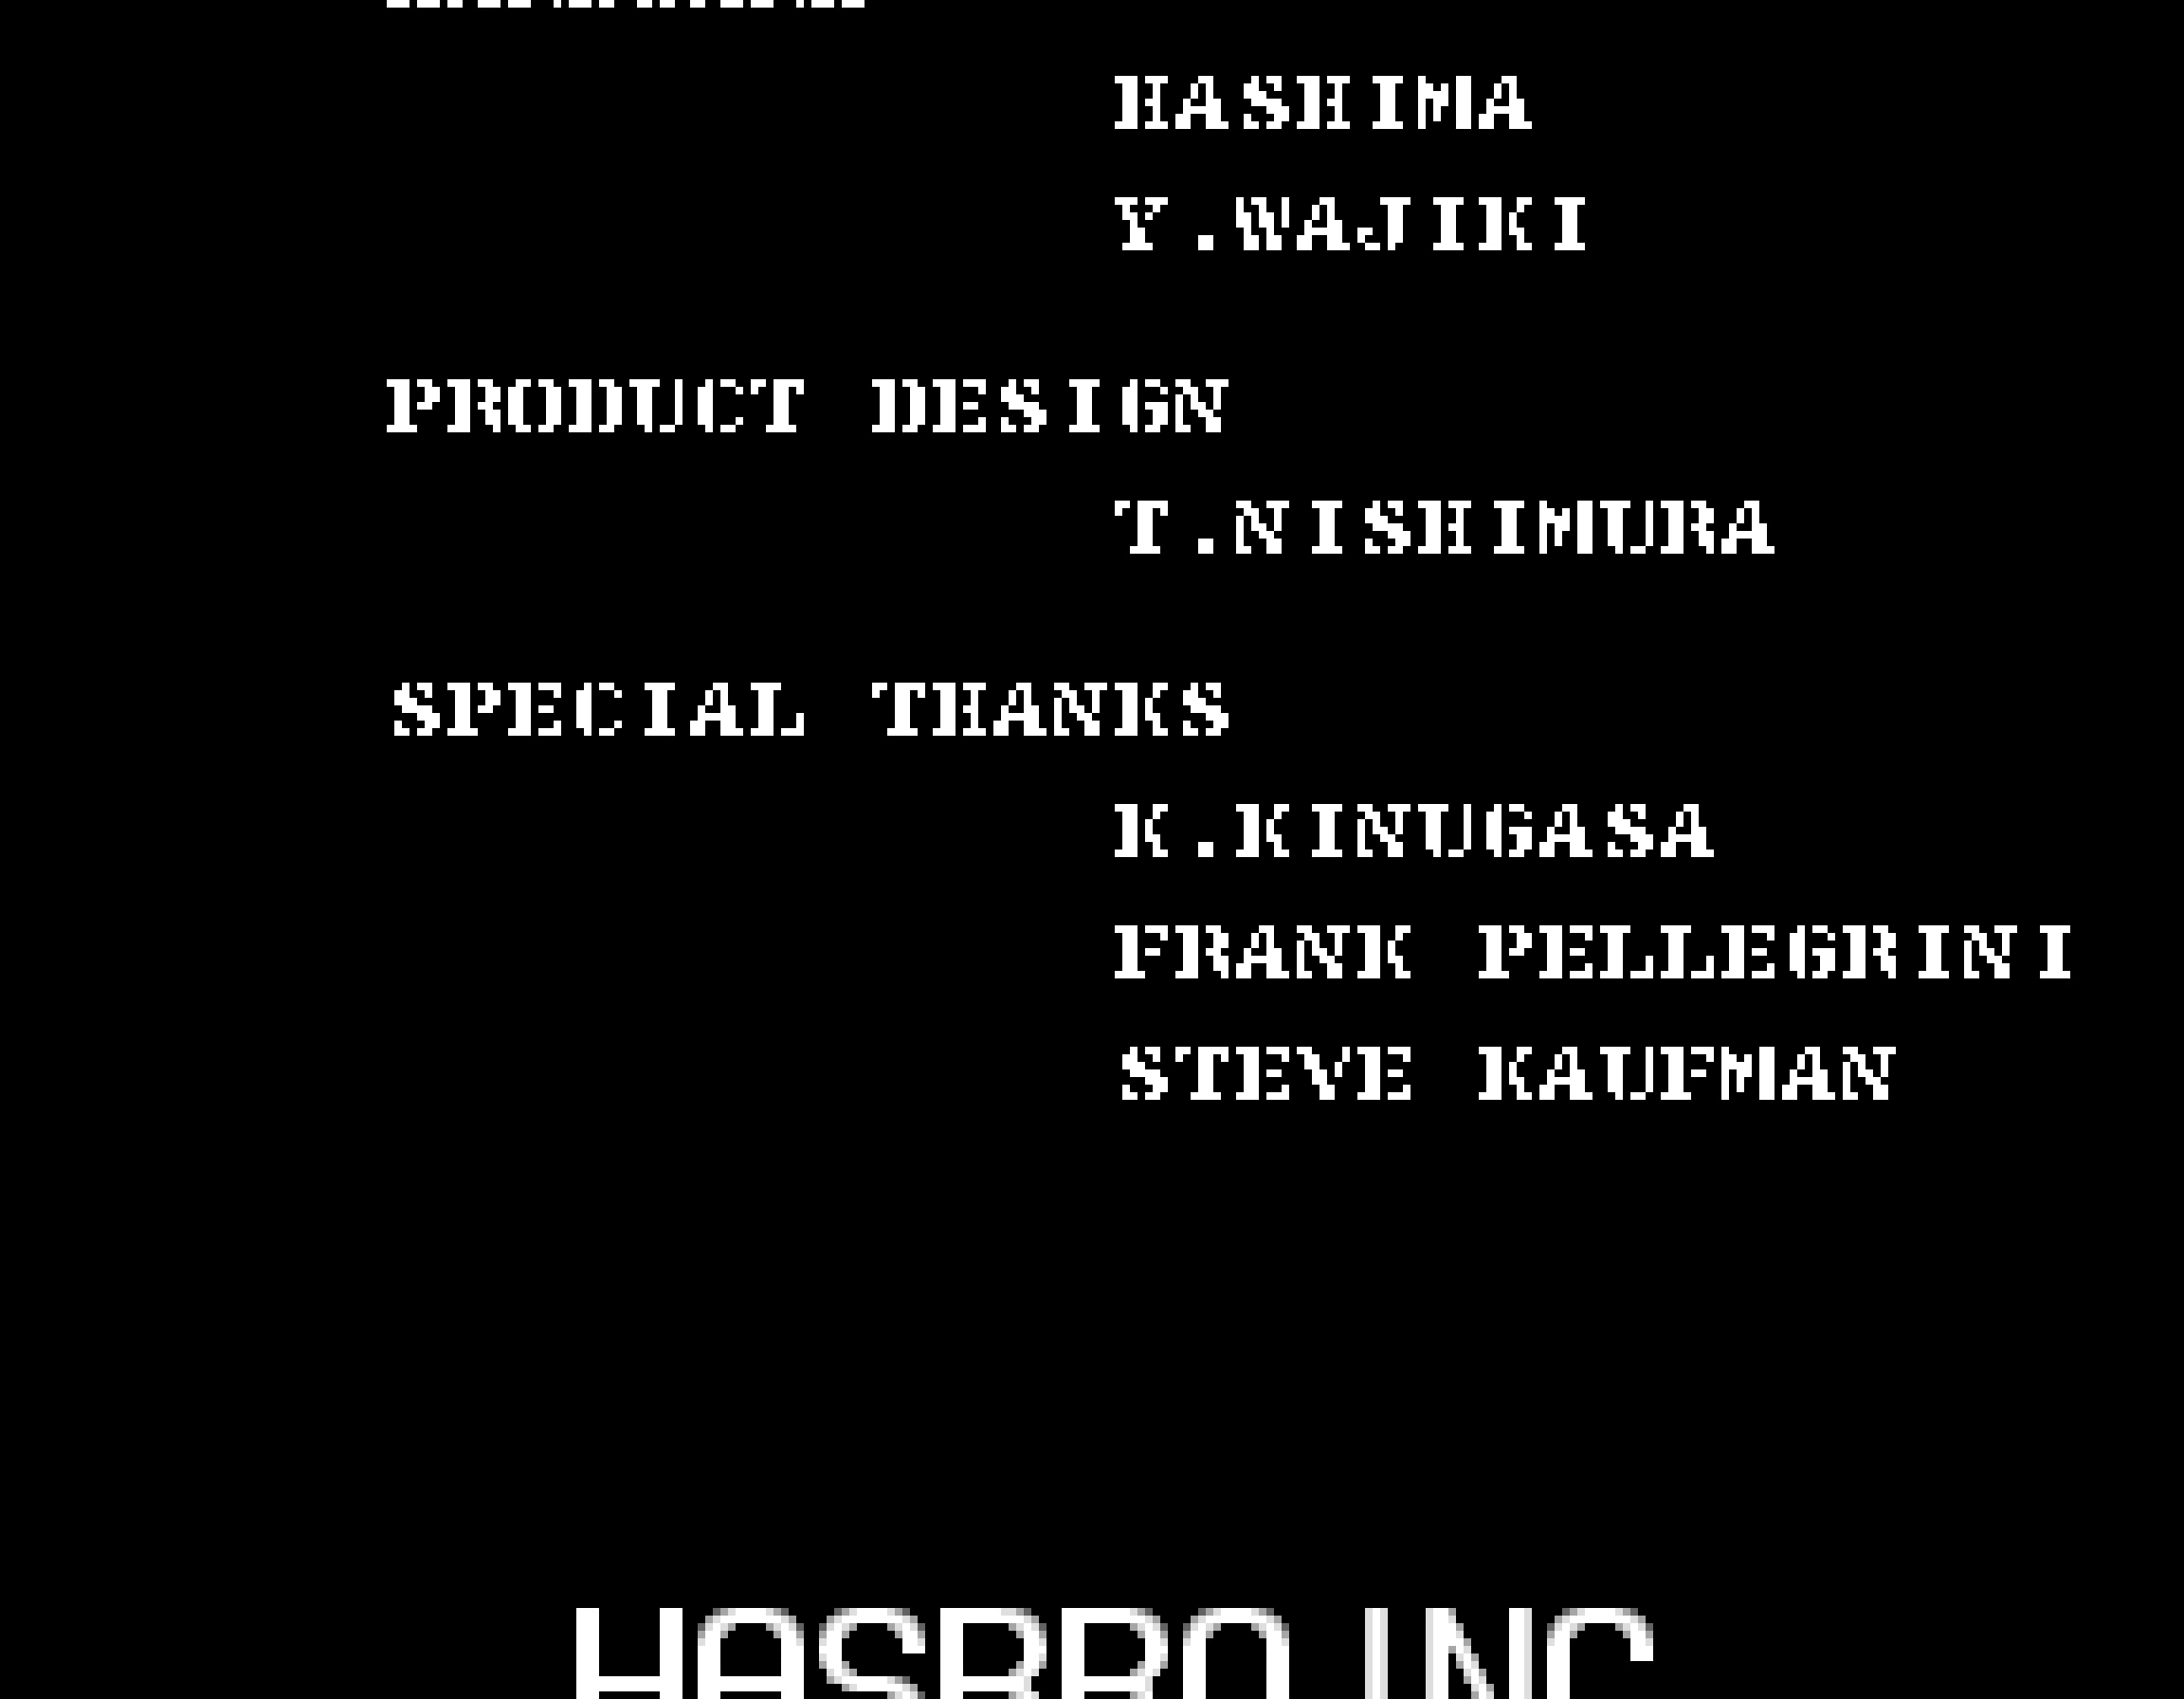 HASHIMA
Y.WAJIKI
PRODUCT DESIGN
T.NISHIMURA
SPECIAL THANKS
K.KINUGASA
FRANK PELLEGRINI
STEVE KAUFMAN
HASBRO INC